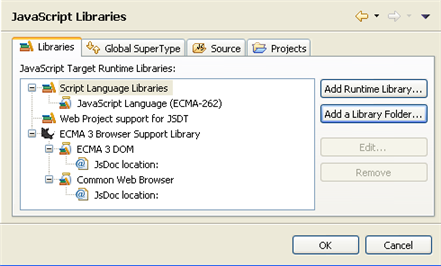 JavaScript Libraries
Libraries Global SuperType Source Projects
JavaScript Target Runtime Libraries:
Script Language Libraries
JavaScript Language (ECMA-262)
Web Project support for JSDT
ECMA 3 Browser Support Library
ECMA 3 DOM
JsDoc location:
Common Web Browser
JsDoc location:
Add Runtime Library...
Add a Library Folder...
Edit...
Remove
OK Cancel